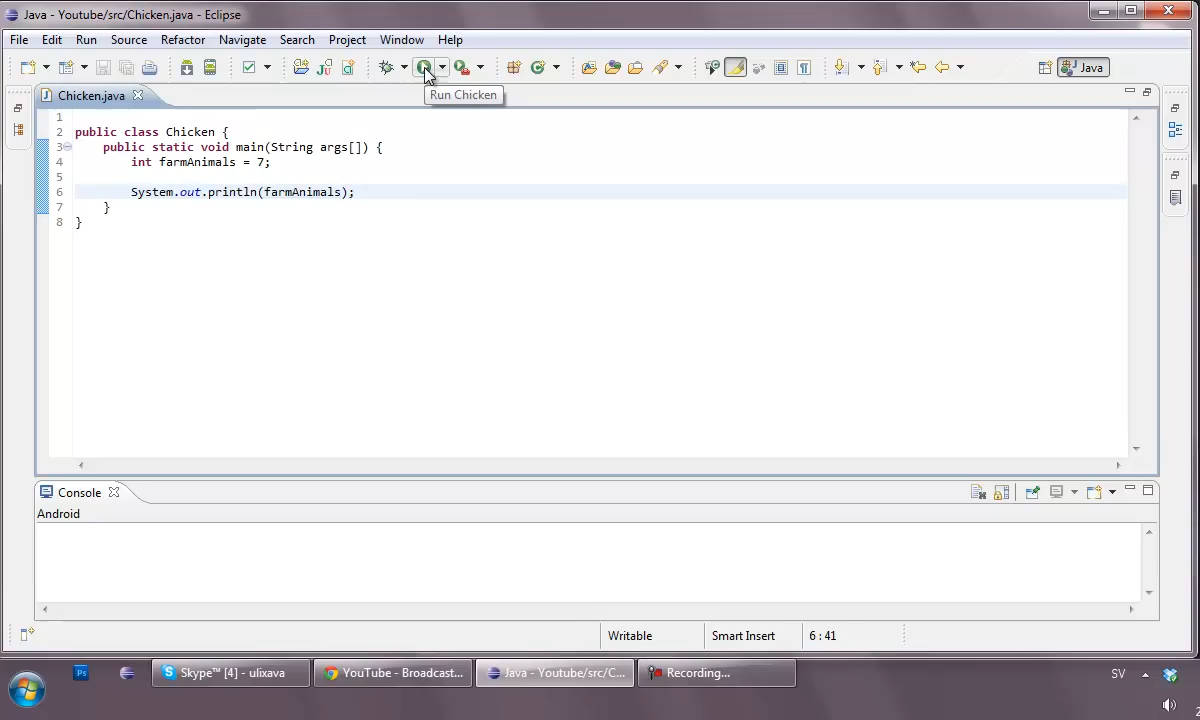 Java - Youtube/src/Chicken.java - Eclipse
File Edit Run Source Refactor Navigate Search Project Window Help
Java
Chicken.java
Run Chicken
1
2 public class Chicken {
3 public static void main(String args[]) {
4 int farmAnimals = 7;
5
6 System.out.println(farmAnimals);
7 }
8 }
Console
Android
Writable Smart Insert 6 : 41
Ps Skype™ [4] - ulixava YouTube - Broadcast... Java - Youtube/src/C... Recording... SV